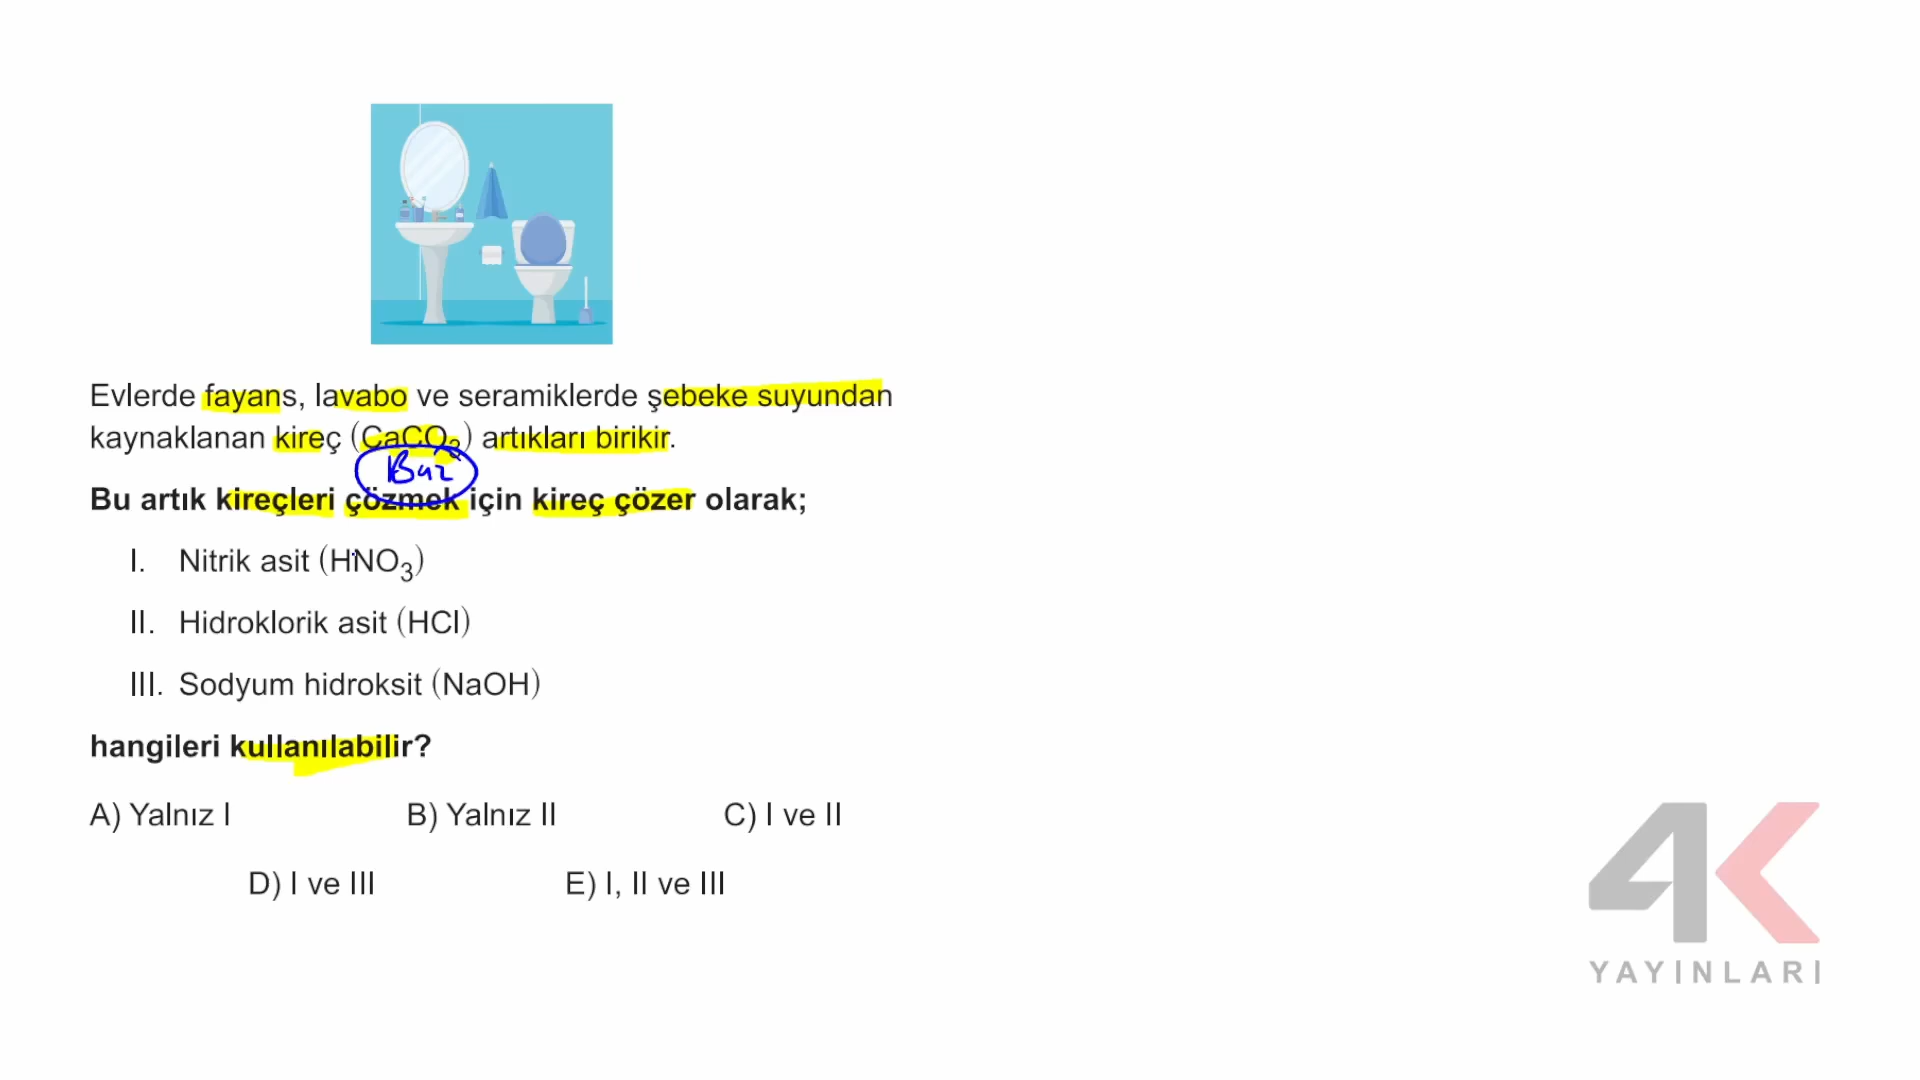 Evlerde fayans, lavabo ve seramiklerde şebeke suyundan
kaynaklanan kireç (CaCO3) artıkları birikir.
Baz
Bu artık kireçleri çözmek için kireç çözer olarak;
I. Nitrik asit (HNO3)
II. Hidroklorik asit (HCl)
III. Sodyum hidroksit (NaOH)
hangileri kullanılabilir?
A) Yalnız I B) Yalnız II C) I ve II
D) I ve III E) I, II ve III
4K
YAYINLARI